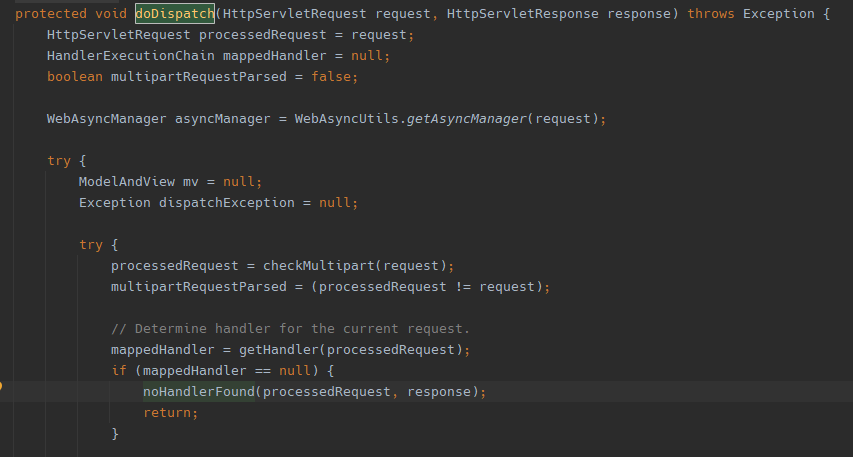 protected void doDispatch(HttpServletRequest request, HttpServletResponse response) throws Exception {
HttpServletRequest processedRequest = request;
HandlerExecutionChain mappedHandler = null;
boolean multipartRequestParsed = false;
WebAsyncManager asyncManager = WebAsyncUtils.getAsyncManager(request);
try {
ModelAndView mv = null;
Exception dispatchException = null;
try {
processedRequest = checkMultipart(request);
multipartRequestParsed = (processedRequest != request);
// Determine handler for the current request.
mappedHandler = getHandler(processedRequest);
if (mappedHandler == null) {
noHandlerFound(processedRequest, response);
return;
}